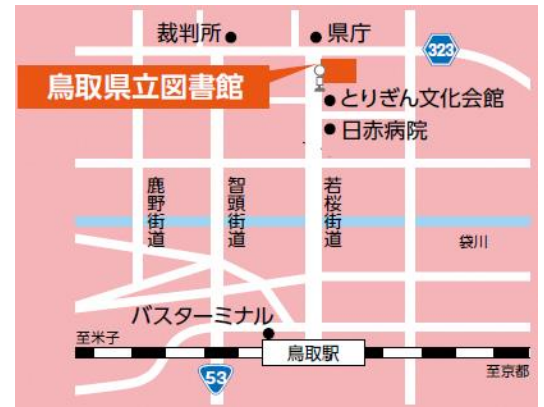 裁判所
県庁
323
鳥取県立図書館
とりぎん文化会館
日赤病院
鹿野街道
智頭街道
若桜街道
袋川
バスターミナル
至米子
鳥取駅
至京都
53